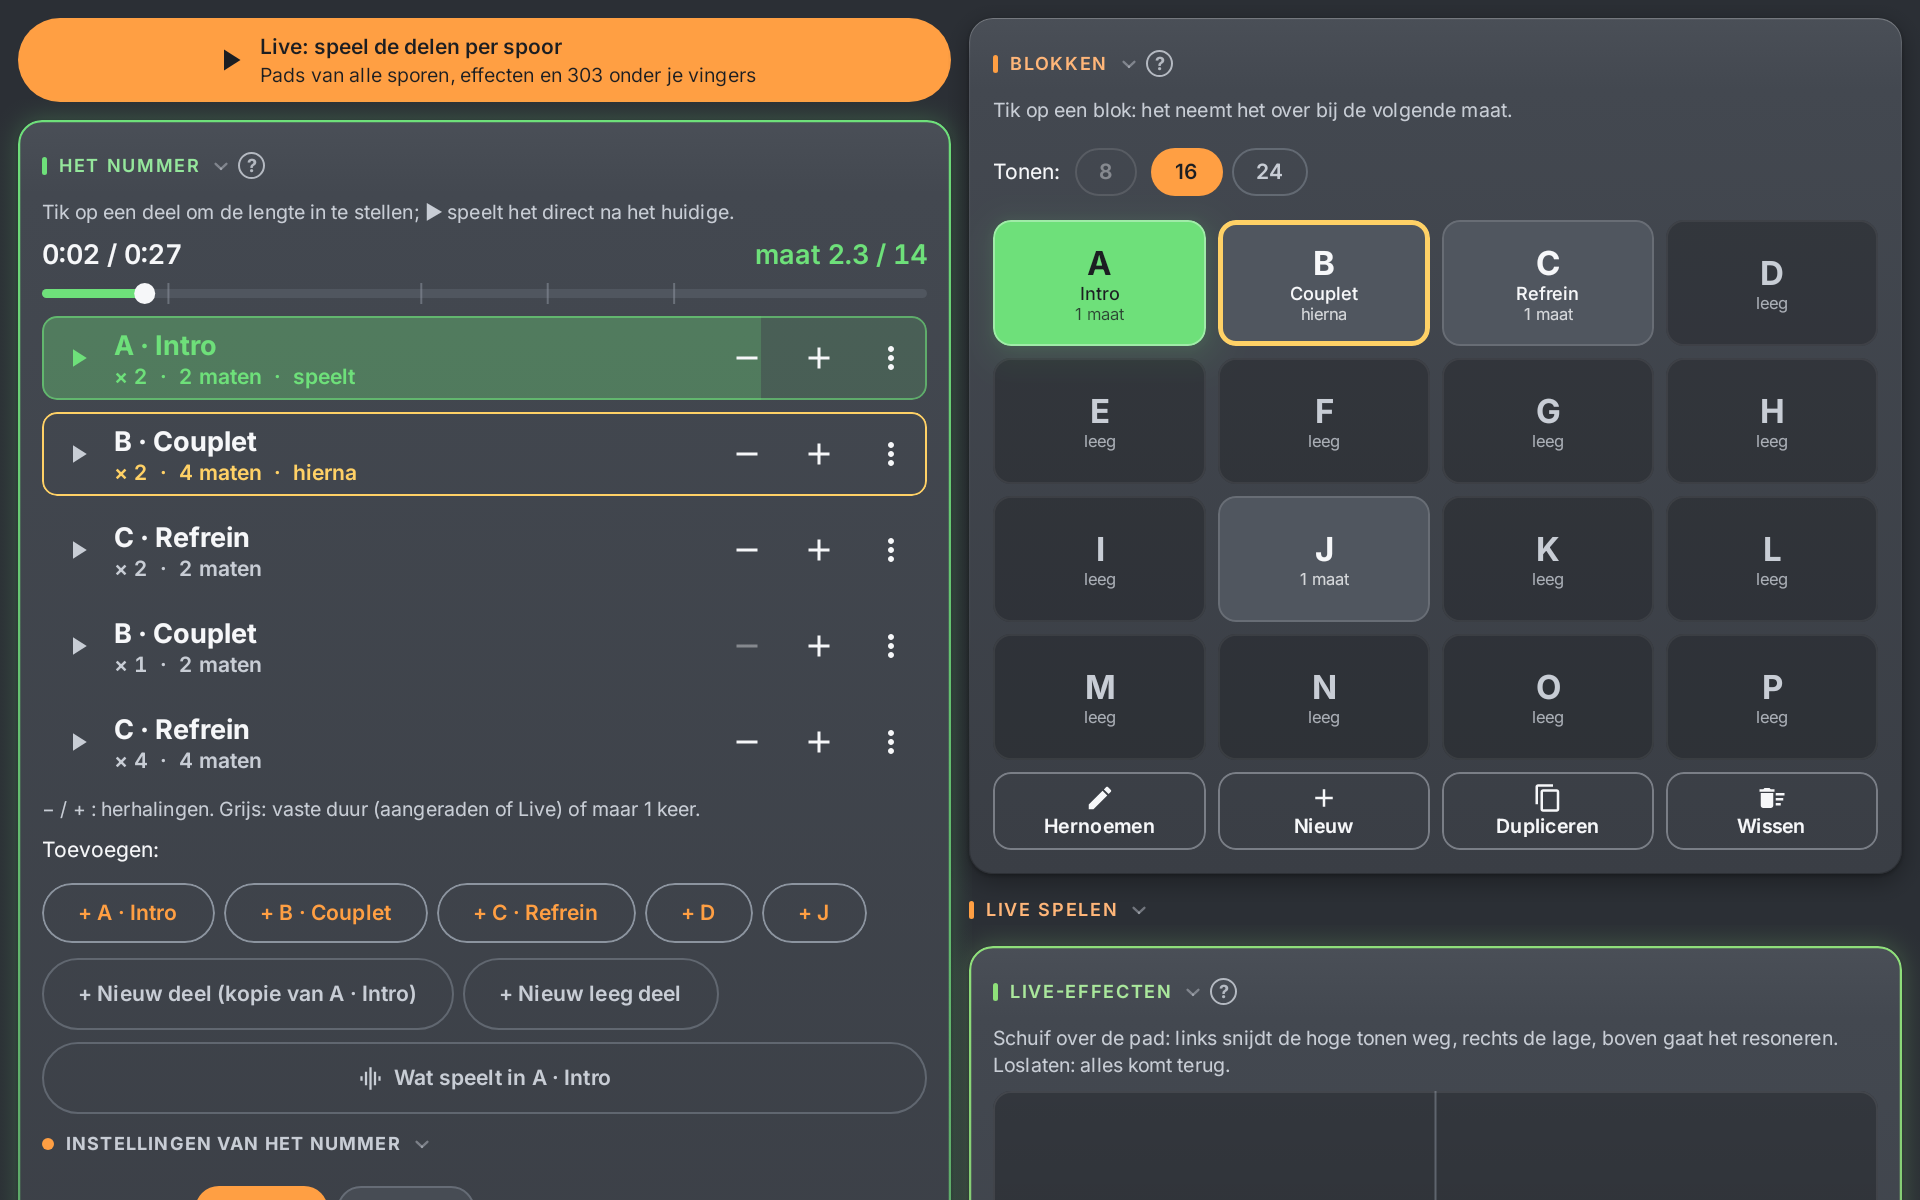 Live: speel de delen per spoor
Pads van alle sporen, effecten en 303 onder je vingers
HET NUMMER ?
Tik op een deel om de lengte in te stellen; ▶ speelt het direct na het huidige.
0:02 / 0:27
maat 2.3 / 14
A · Intro
× 2 · 2 maten · speelt
B · Couplet
× 2 · 4 maten · hierna
C · Refrein
× 2 · 2 maten
B · Couplet
× 1 · 2 maten
C · Refrein
× 4 · 4 maten
− / + : herhalingen. Grijs: vaste duur (aangeraden of Live) of maar 1 keer.
Toevoegen:
+ A · Intro
+ B · Couplet
+ C · Refrein
+ D
+ J
+ Nieuw deel (kopie van A · Intro)
+ Nieuw leeg deel
Wat speelt in A · Intro
INSTELLINGEN VAN HET NUMMER
BLOKKEN ?
Tik op een blok: het neemt het over bij de volgende maat.
Tonen: 8 16 24
A
Intro
1 maat
B
Couplet
hierna
C
Refrein
1 maat
D
leeg
E
leeg
F
leeg
G
leeg
H
leeg
I
leeg
J
1 maat
K
leeg
L
leeg
M
leeg
N
leeg
O
leeg
P
leeg
Hernoemen
Nieuw
Dupliceren
Wissen
LIVE SPELEN
LIVE-EFFECTEN ?
Schuif over de pad: links snijdt de hoge tonen weg, rechts de lage, boven gaat het resoneren.
Loslaten: alles komt terug.